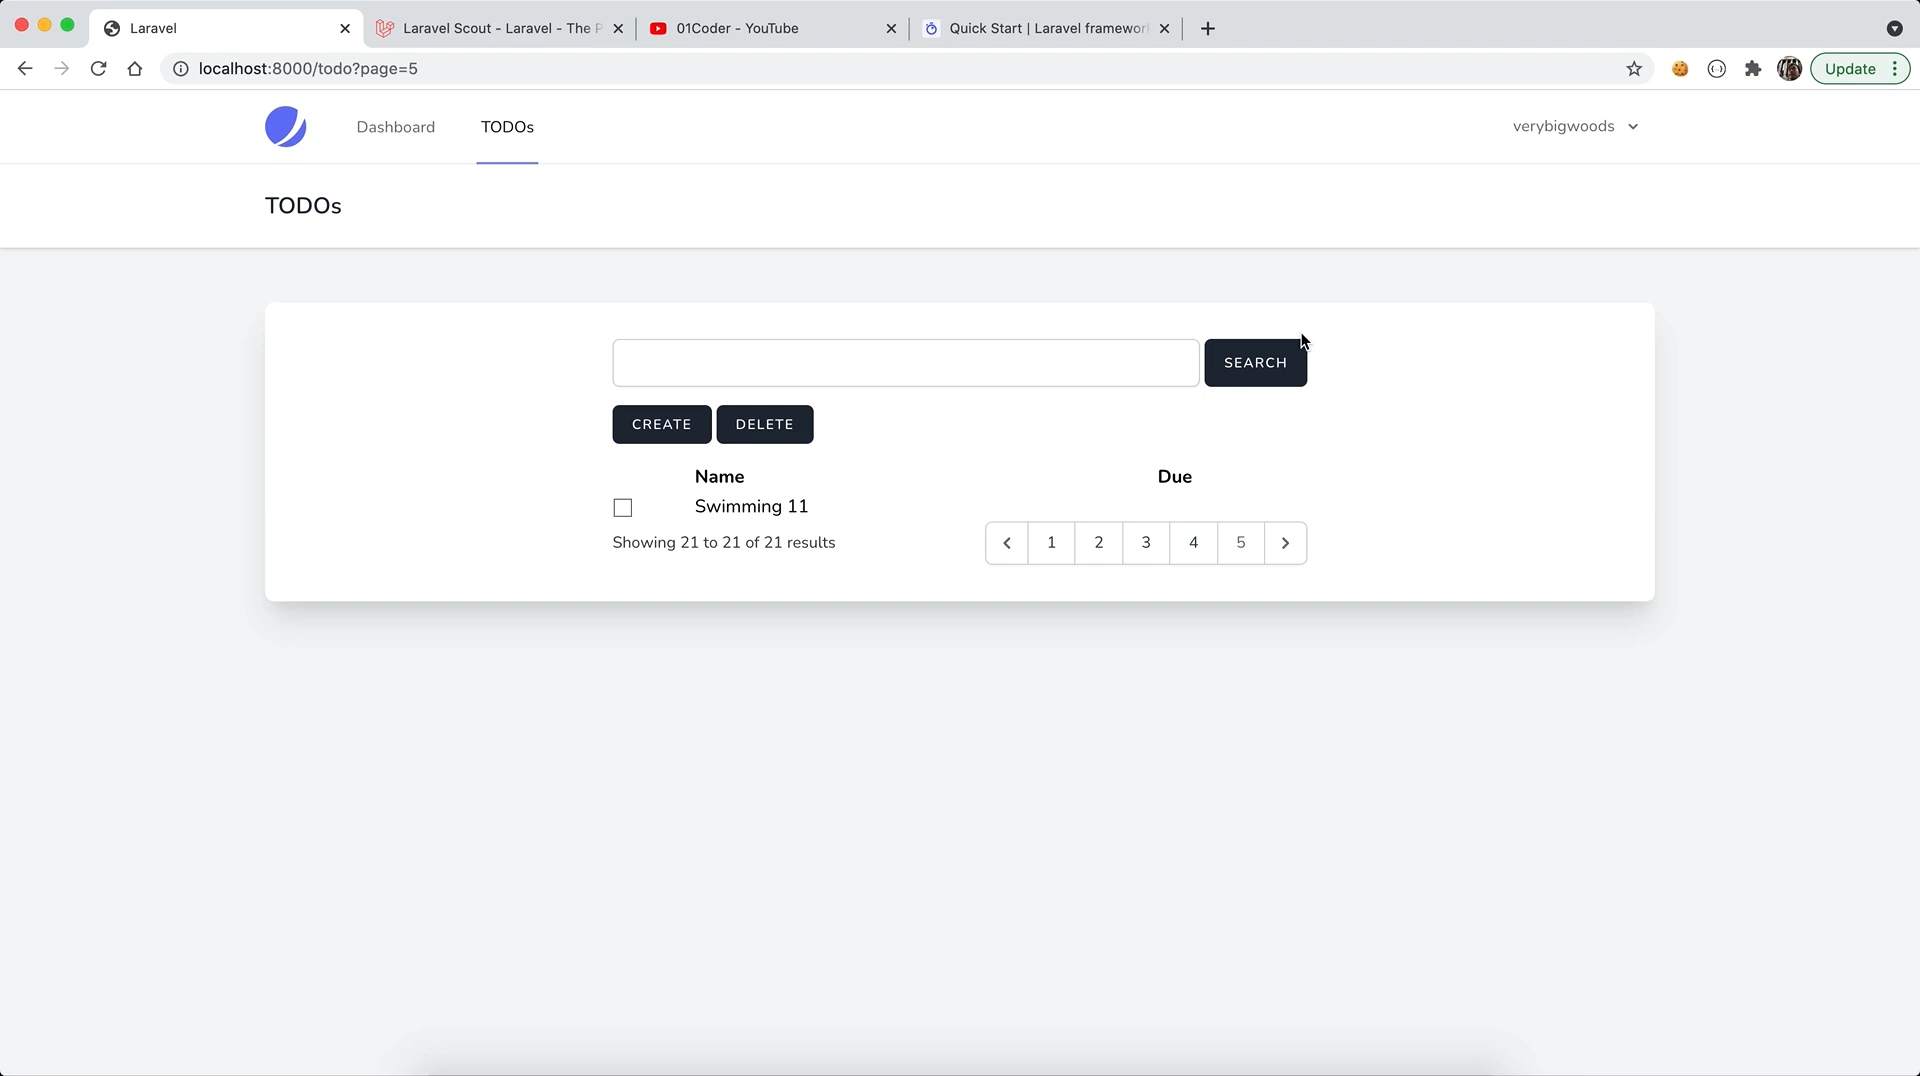 Laravel
Laravel Scout - Laravel - The P
01Coder - YouTube
Quick Start | Laravel framewor
localhost:8000/todo?page=5
Update
Dashboard
TODOs
verybigwoods
TODOs
SEARCH
CREATE
DELETE
Name
Due
Swimming 11
Showing 21 to 21 of 21 results
1
2
3
4
5